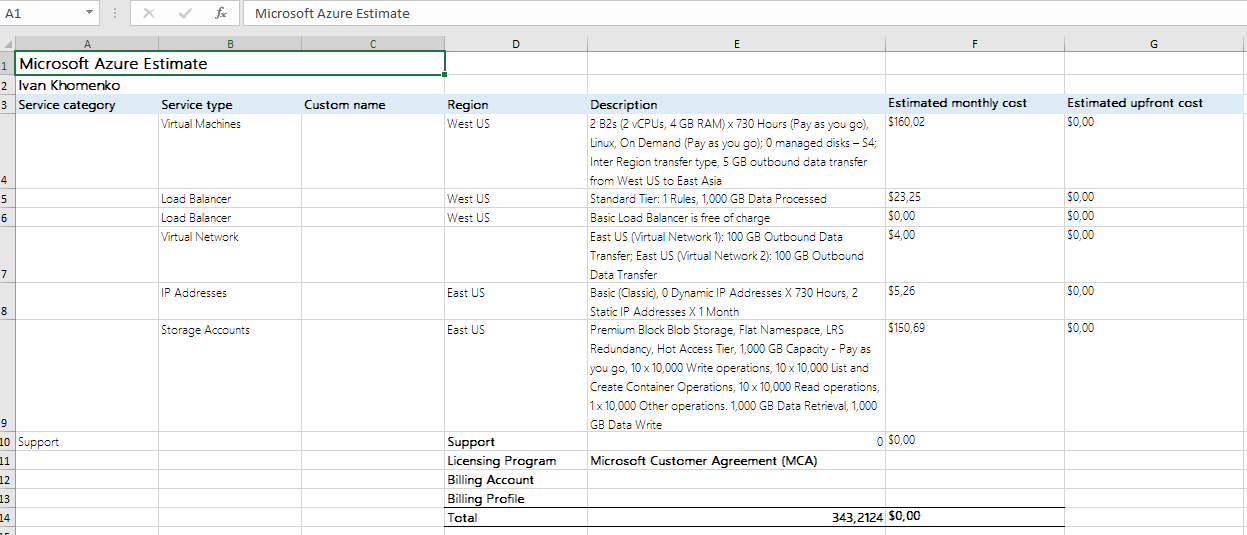 A1 fx Microsoft Azure Estimate
A B C D E F G
1 Microsoft Azure Estimate
2 Ivan Khomenko
3 Service category Service type Custom name Region Description Estimated monthly cost Estimated upfront cost
Virtual Machines West US 2 B2s (2 vCPUs, 4 GB RAM) x 730 Hours (Pay as you go), $160,02 $0,00
Linux, On Demand (Pay as you go); 0 managed disks – S4;
Inter Region transfer type, 5 GB outbound data transfer
4 from West US to East Asia
5 Load Balancer West US Standard Tier: 1 Rules, 1,000 GB Data Processed $23,25 $0,00
6 Load Balancer West US Basic Load Balancer is free of charge $0,00 $0,00
Virtual Network East US (Virtual Network 1): 100 GB Outbound Data $4,00 $0,00
Transfer; East US (Virtual Network 2): 100 GB Outbound
7 Data Transfer
IP Addresses East US Basic (Classic), 0 Dynamic IP Addresses X 730 Hours, 2 $5,26 $0,00
8 Static IP Addresses X 1 Month
Storage Accounts East US Premium Block Blob Storage, Flat Namespace, LRS $150,69 $0,00
Redundancy, Hot Access Tier, 1,000 GB Capacity - Pay as
you go, 10 x 10,000 Write operations, 10 x 10,000 List and
Create Container Operations, 10 x 10,000 Read operations,
1 x 10,000 Other operations. 1,000 GB Data Retrieval, 1,000
9 GB Data Write
10 Support Support 0 $0,00
11 Licensing Program Microsoft Customer Agreement (MCA)
12 Billing Account
13 Billing Profile
14 Total 343,2124 $0,00